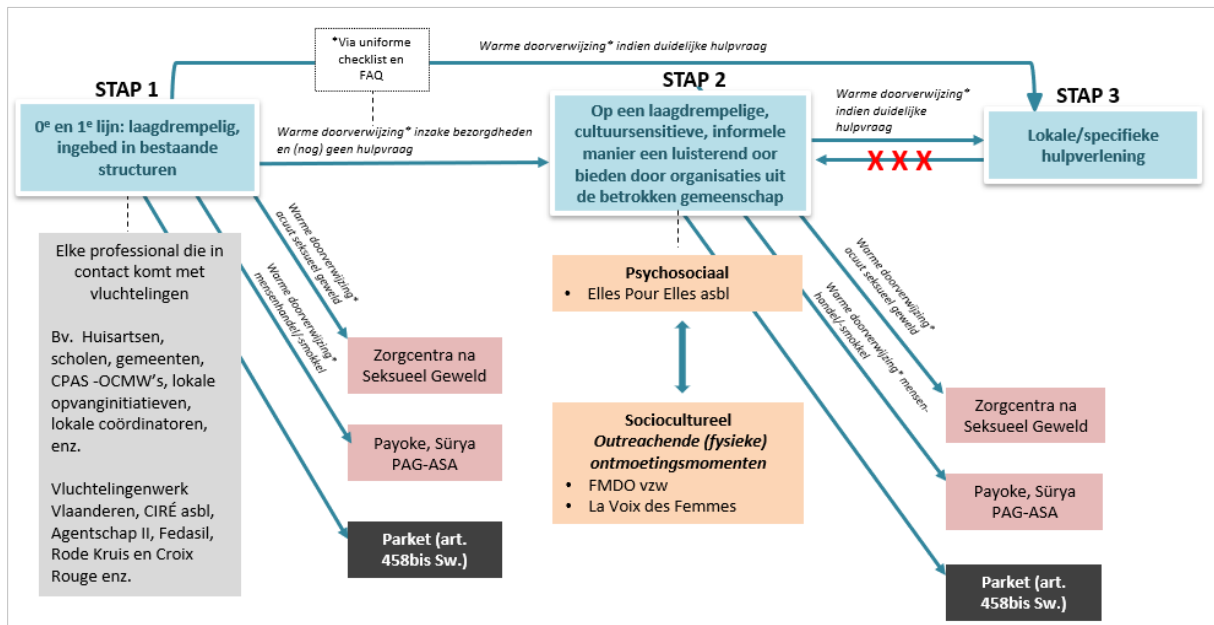 *Via uniforme
checklist en
FAQ
Warme doorverwijzing* indien duidelijke hulpvraag
STAP 1
0e en 1e lijn: laagdrempelig,
ingebed in bestaande
structuren
Warme doorverwijzing* inzake bezorgdheden
en (nog) geen hulpvraag
STAP 2
Op een laagdrempelige,
cultuursensitieve, informele
manier een luisterend oor
bieden door organisaties uit
de betrokken gemeenschap
Warme doorverwijzing*
indien duidelijke
hulpvraag
X X X
STAP 3
Lokale/specifieke
hulpverlening
Elke professional die in
contact komt met
vluchtelingen
Bv. Huisartsen,
scholen, gemeenten,
CPAS -OCMW's, lokale
opvanginitiatieven,
lokale coördinatoren,
enz.
Vluchtelingenwerk
Vlaanderen, CIRÉ asbl,
Agentschap II, Fedasil,
Rode Kruis en Croix
Rouge enz.
Warme doorverwijzing*
acuut seksueel geweld
Warme doorverwijzing*
mensenhandel/-smokkel
Zorgcentra na
Seksueel Geweld
Payoke, Sürya
PAG-ASA
Parket (art.
458bis Sw.)
Psychosociaal
• Elles Pour Elles asbl
Sociocultureel
Outreachende (fysieke)
ontmoetingsmomenten
• FMDO vzw
• La Voix des Femmes
Warme doorverwijzing*
acuut seksueel geweld
Warme doorverwijzing* mensen-
handel/-smokkel
Zorgcentra na
Seksueel Geweld
Payoke, Sürya
PAG-ASA
Parket (art.
458bis Sw.)